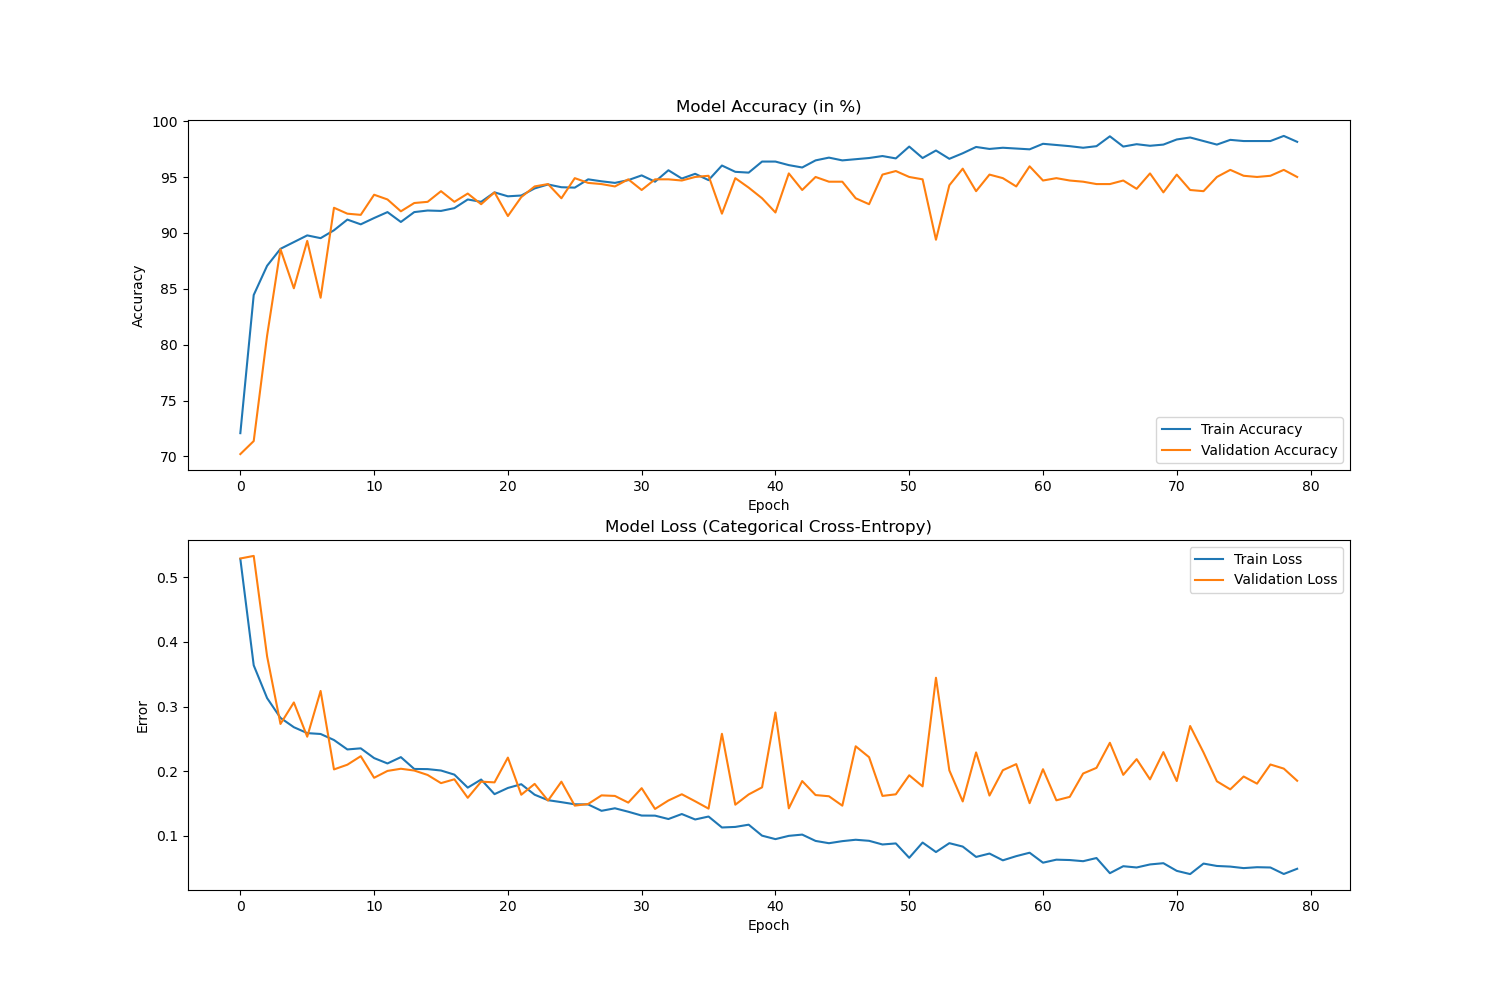 Model Accuracy (in %)
100
95
90
85
80
75
70
Accuracy
Train Accuracy
Validation Accuracy
0 10 20 30 40 50 60 70 80
Epoch
Model Loss (Categorical Cross-Entropy)
Train Loss
Validation Loss
0.5
0.4
0.3
0.2
0.1
Error
0 10 20 30 40 50 60 70 80
Epoch